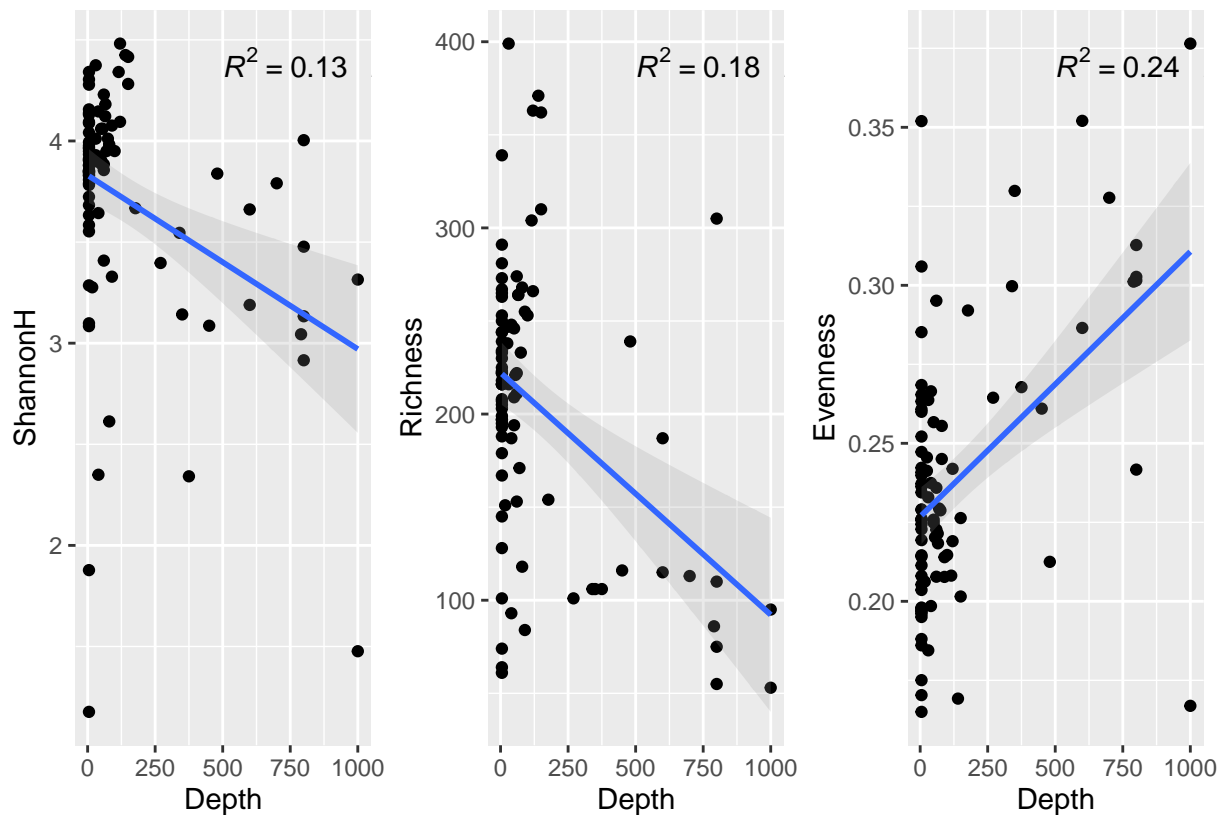 ShannonH
4
3
2
R² = 0.13
0 250 500 750 1000
Depth
Richness
400
300
200
100
R² = 0.18
0 250 500 750 1000
Depth
Evenness
0.35
0.30
0.25
0.20
R² = 0.24
0 250 500 750 1000
Depth